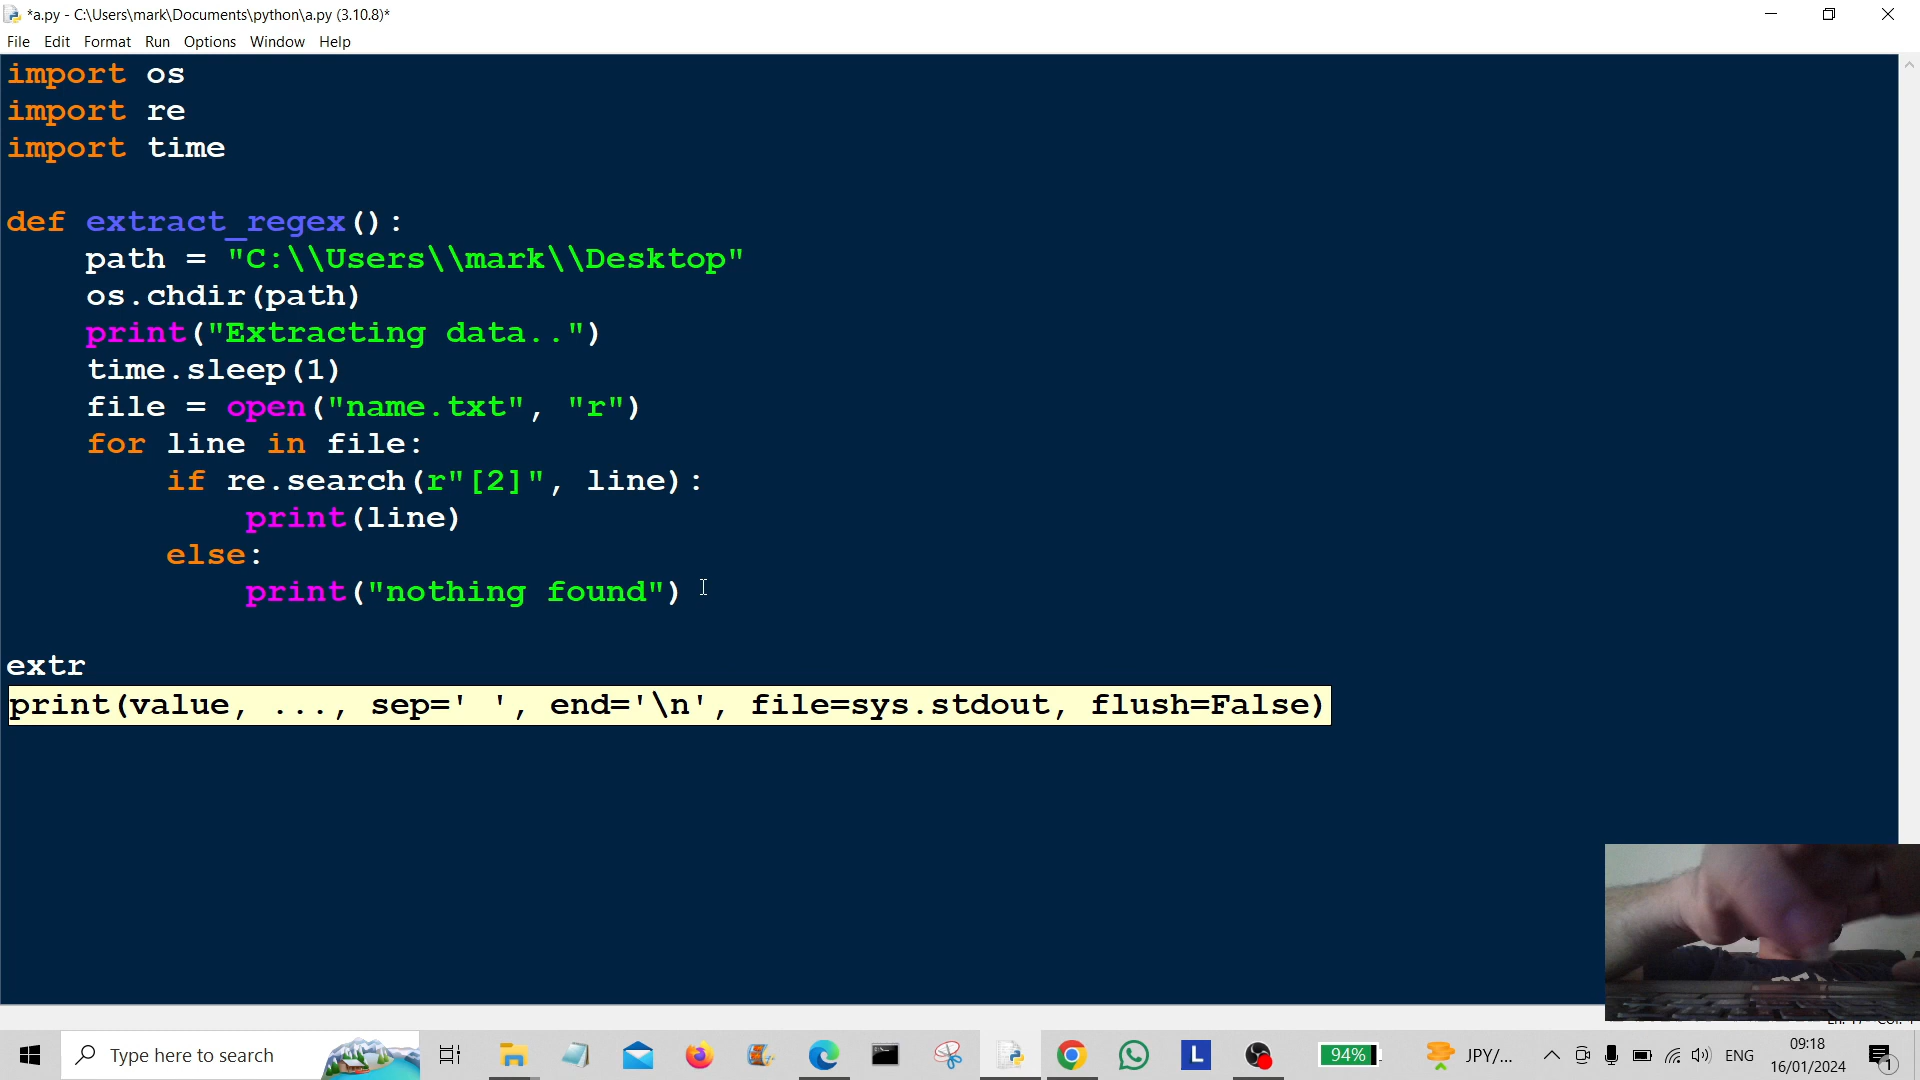 *a.py - C:\Users\mark\Documents\python\a.py (3.10.8)*
File Edit Format Run Options Window Help
import os
import re
import time
def extract_regex():
    path = "C:\\Users\\mark\\Desktop"
    os.chdir(path)
    print("Extracting data..")
    time.sleep(1)
    file = open("name.txt", "r")
    for line in file:
        if re.search(r"[2]", line):
            print(line)
        else:
            print("nothing found")
extr
print(value, ..., sep=' ', end='\n', file=sys.stdout, flush=False)
Type here to search
L
94%
JPY/...
ENG
09:18
16/01/2024
1